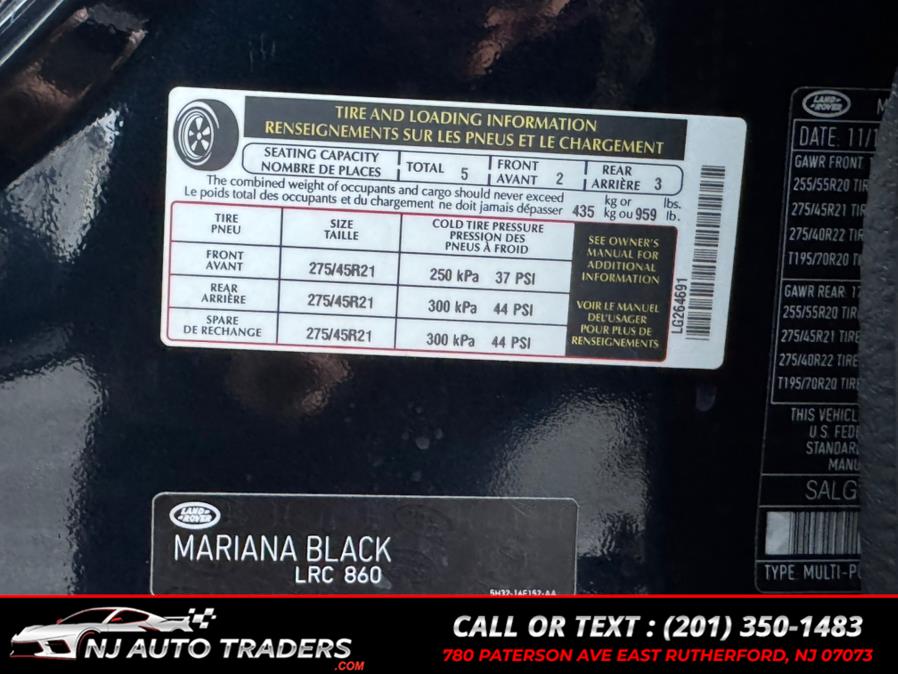 TIRE AND LOADING INFORMATION
RENSEIGNEMENTS SUR LES PNEUS ET LE CHARGEMENT
SEATING CAPACITY
NOMBRE DE PLACES
TOTAL 5
FRONT
AVANT 2
REAR
ARRIÈRE 3
The combined weight of occupants and cargo should never exceed
Le poids total des occupants et du chargement ne doit jamais dépasser
435 kg or kg ou 959 lbs. lb.
TIRE
PNEU
SIZE
TAILLE
COLD TIRE PRESSURE
PRESSION DES
PNEUS À FROID
FRONT
AVANT
275/45R21
250 kPa 37 PSI
REAR
ARRIÈRE
275/45R21
300 kPa 44 PSI
SPARE
DE RECHANGE
275/45R21
300 kPa 44 PSI
SEE OWNER'S
MANUAL FOR
ADDITIONAL
INFORMATION
VOIR LE MANUEL
DE L'USAGER
POUR PLUS DE
RENSEIGNEMENTS
LG264691
LAND ROVER
DATE: 11/1
GAWR FRONT
255/55R20 TIR
275/45R21 TIR
275/40R22 TIR
T195/70R20 TI
GAWR REAR 17
255/55R20 TIRE
275/45R21 TIRE
275/40R22 TIRE
T195/70R20 TIRE
THIS VEHICL
U.S. FEDE
STANDAR
MANU
SALG
TYPE: MULTI-PU
LAND
ROVER
MARIANA BLACK
LRC 860
NJ AUTO TRADERS
.COM
CALL OR TEXT : (201) 350-1483
780 PATERSON AVE EAST RUTHERFORD, NJ 07073